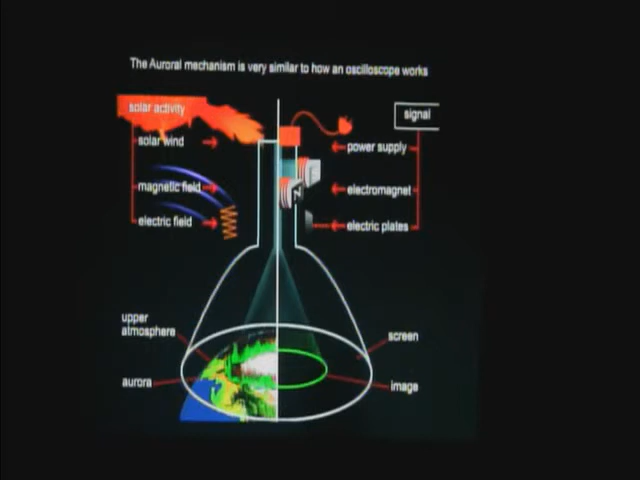 The Auroral mechanism is very similar to how an oscilloscope works
solar activity
signal
solar wind
power supply
magnetic field
electromagnet
electric field
electric plates
N
upper
atmosphere
screen
aurora
image